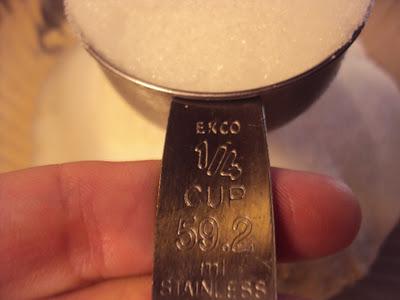 EKCO
1/4
CUP
59.2
ml
STAINLESS